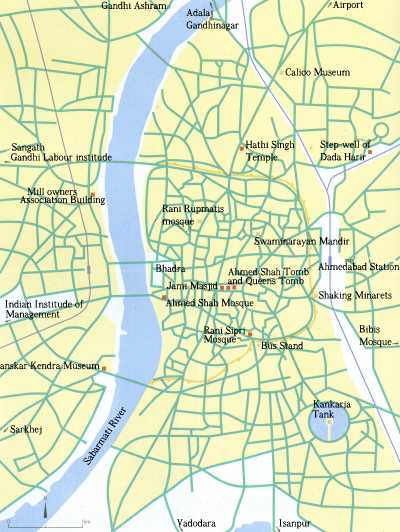 Gandhi Ashram
Airport
Adalaj
Gandhinagar
Calico Museum
Hathi Singh
Temple
Step-well of
Dada Harir
Sangath
Gandhi Labour institude
Mill owners
Association Building
Rani Rupmatis
mosque
Swaminarayan Mandir
Bhadra
Ahmed Shah Tomb
and Queens Tomb
Ahmedabad Station
Jami Masjid
Ahmed Shah Mosque
Shaking Minarets
Indian Institute of
Management
Rani Sipri
Mosque
Bus Stand
Bibis
Mosque
anskar Kendra Museum
Kankaria
Tank
Sarkhej
Sabarmati River
Vadodara
Isanpur